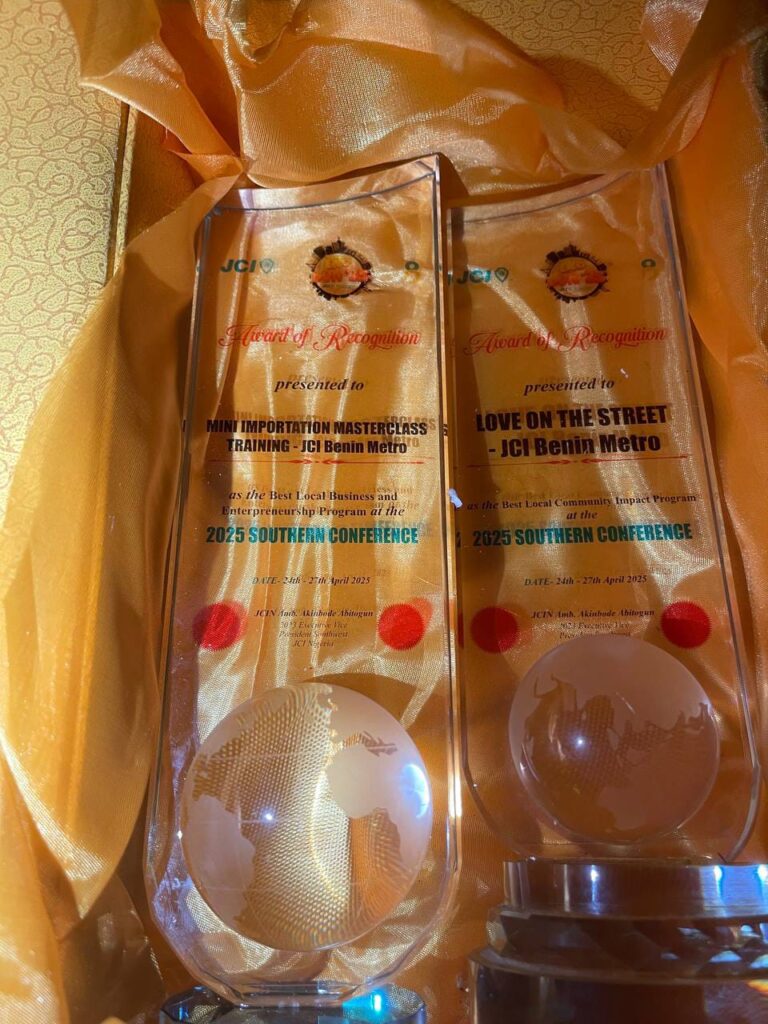 JCI
Award of Recognition
presented to
MINI IMPORTATION MASTERCLASS
TRAINING - JCI Benin Metro
as the Best Local Business and
Enterpreneurshp Program at the
2025 SOUTHERN CONFERENCE
DATE- 24th - 27th April 2025
JCIN Amb. Akinbode Abitogun
2023 Executive Vice
President Southwest
JCI Nigeria
JCI
Award of Recognition
presented to
LOVE ON THE STREET
- JCI Benin Metro
as the Best Local Community Impact Program
at the
2025 SOUTHERN CONFERENCE
DATE- 24th - 27th April 2025
JCIN Amb. Akinbode Abitogun
2023 Executive Vice
President